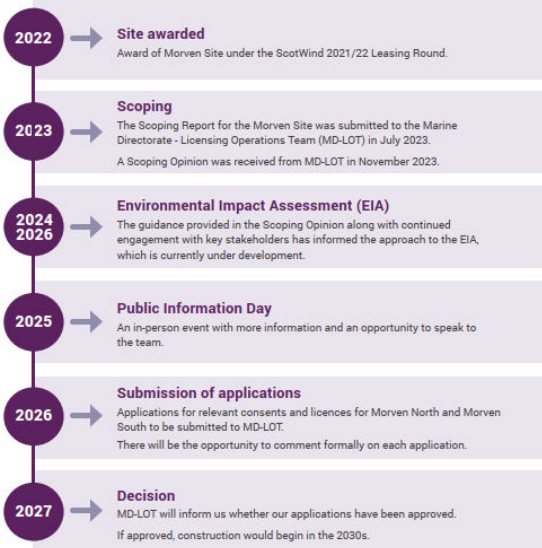 2022
Site awarded
Award of Morven Site under the ScotWind 2021/22 Leasing Round.
2023
Scoping
The Scoping Report for the Morven Site was submitted to the Marine
Directorate - Licensing Operations Team (MD-LOT) in July 2023.
A Scoping Opinion was received from MD-LOT in November 2023.
2024
2026
Environmental Impact Assessment (EIA)
The guidance provided in the Scoping Opinion along with continued
engagement with key stakeholders has informed the approach to the EIA,
which is currently under development.
2025
Public Information Day
An in-person event with more information and an opportunity to speak to
the team.
2026
Submission of applications
Applications for relevant consents and licences for Morven North and Morven
South to be submitted to MD-LOT.
There will be the opportunity to comment formally on each application.
2027
Decision
MD-LOT will inform us whether our applications have been approved.
If approved, construction would begin in the 2030s.